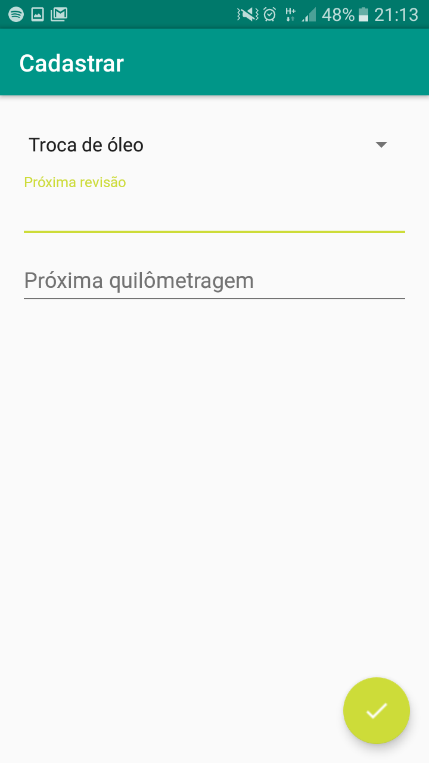 H+ 48% 21:13
Cadastrar
Troca de óleo
Próxima revisão
Próxima quilômetragem